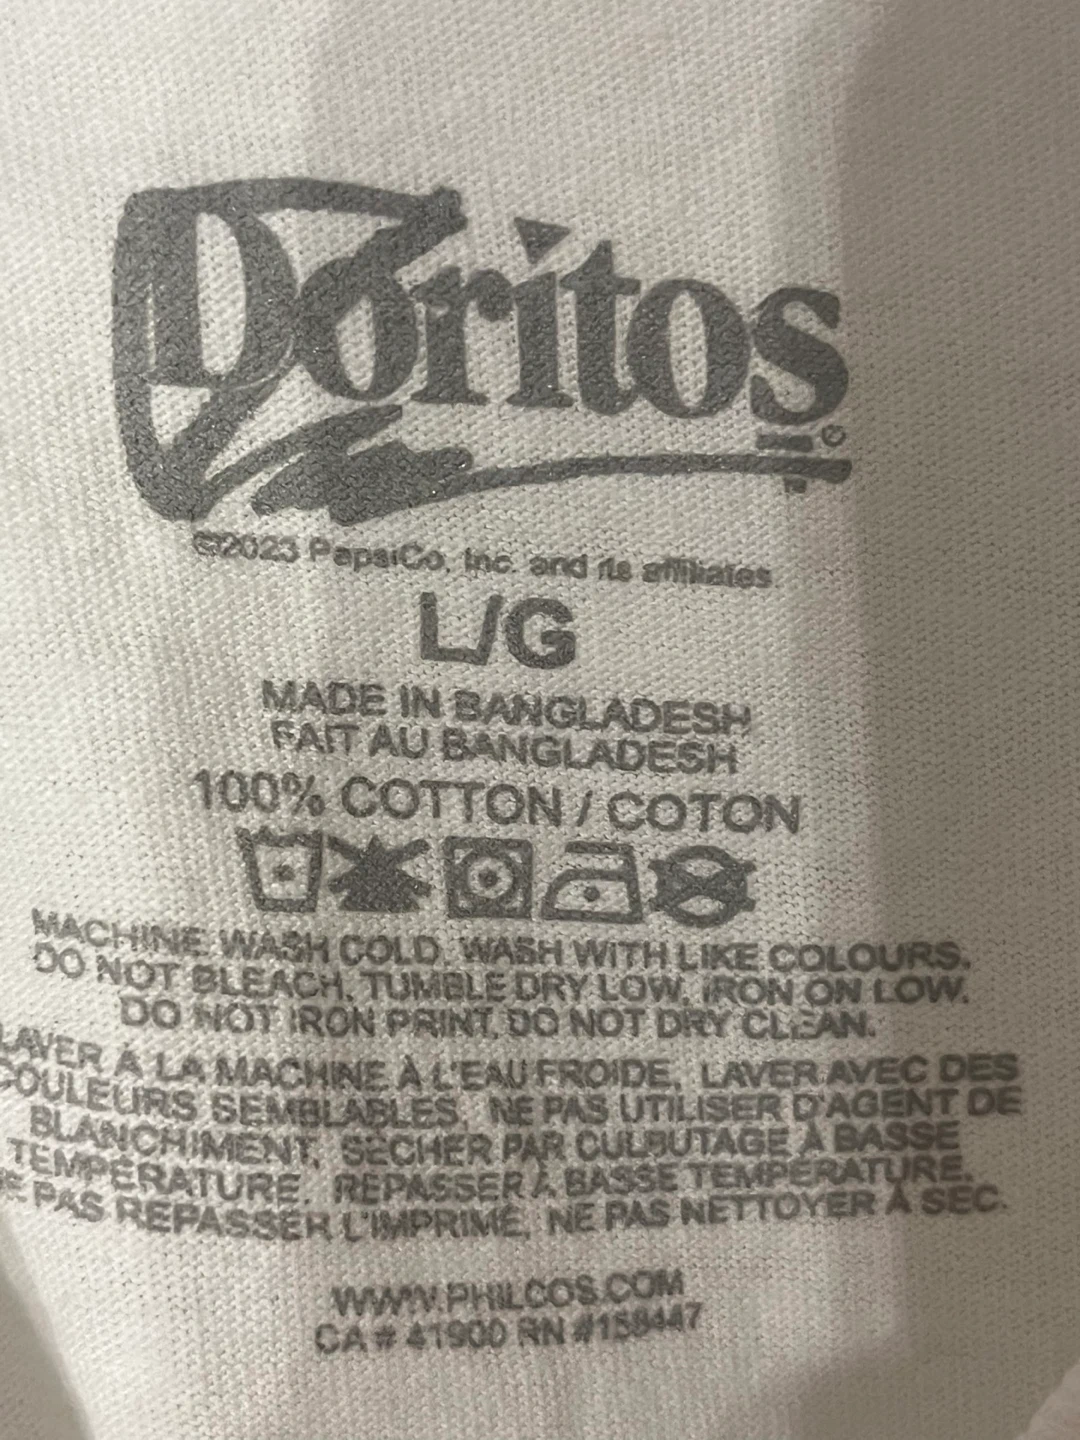 Doritos
©2023 PepsiCo, Inc. and its affiliates
L/G
MADE IN BANGLADESH
FAIT AU BANGLADESH
100% COTTON / COTON
MACHINE WASH COLD. WASH WITH LIKE COLOURS.
DO NOT BLEACH. TUMBLE DRY LOW. IRON ON LOW.
DO NOT IRON PRINT. DO NOT DRY CLEAN.
LAVER À LA MACHINE À L'EAU FROIDE. LAVER AVEC DES
COULEURS SEMBLABLES. NE PAS UTILISER D'AGENT DE
BLANCHIMENT. SÉCHER PAR CULBUTAGE À BASSE
TEMPÉRATURE. REPASSER À BASSE TEMPÉRATURE.
PAS REPASSER L'IMPRIMÉ, NE PAS NETTOYER À SEC.
WWW.PHILCOS.COM
CA # 41900 RN